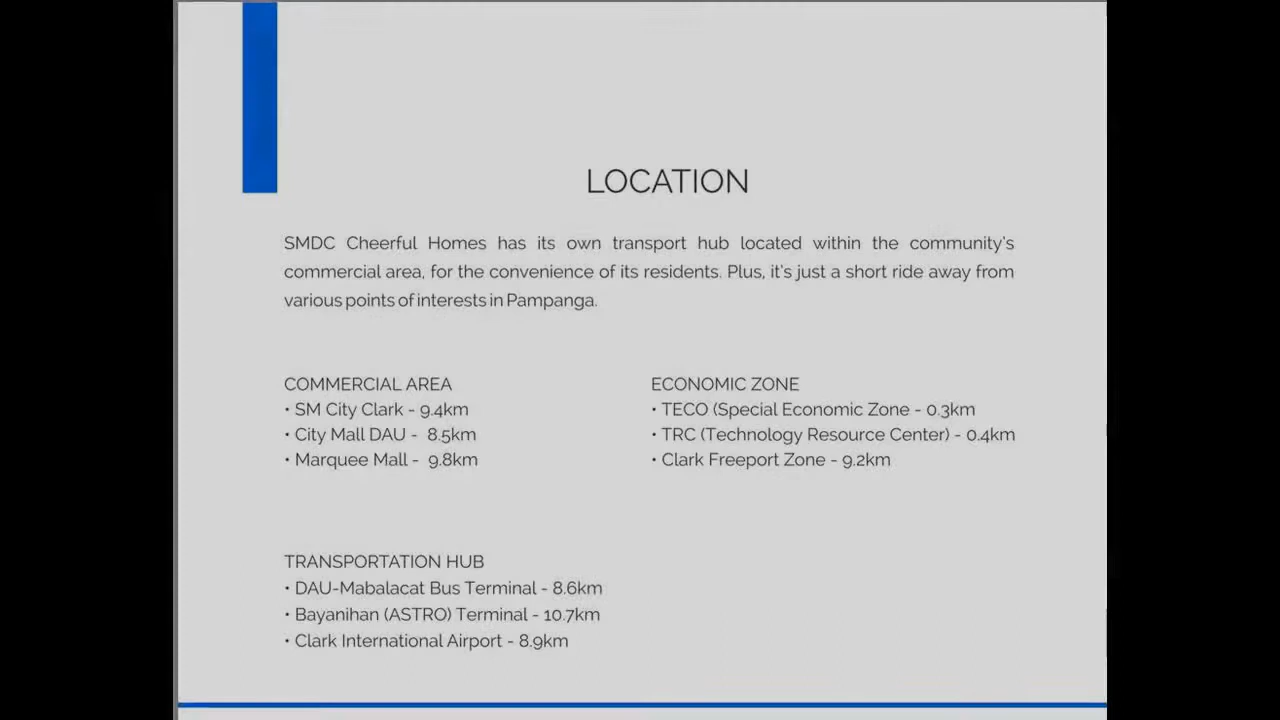 LOCATION
SMDC Cheerful Homes has its own transport hub located within the community's
commercial area, for the convenience of its residents. Plus, it's just a short ride away from
various points of interests in Pampanga.
COMMERCIAL AREA
• SM City Clark - 9.4km
• City Mall DAU - 8.5km
• Marquee Mall - 9.8km
ECONOMIC ZONE
• TECO (Special Economic Zone - 0.3km
• TRC (Technology Resource Center) - 0.4km
• Clark Freeport Zone - 9.2km
TRANSPORTATION HUB
• DAU-Mabalacat Bus Terminal - 8.6km
• Bayanihan (ASTRO) Terminal - 10.7km
• Clark International Airport - 8.9km